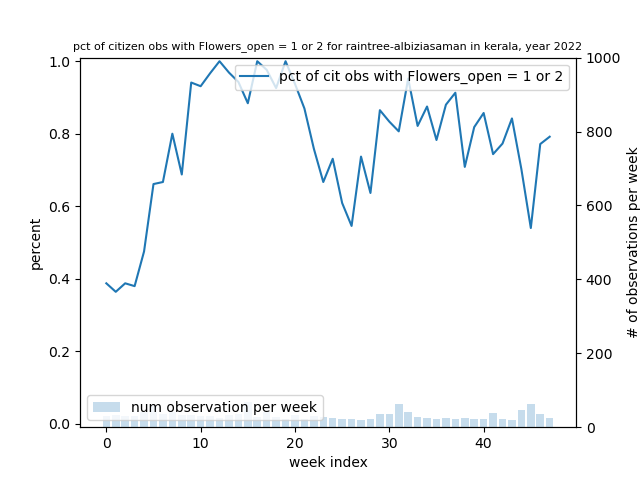 pct of citizen obs with Flowers_open = 1 or 2 for raintree-albiziasaman in kerala, year 2022
pct of cit obs with Flowers_open = 1 or 2
num observation per week
percent
1.0
0.8
0.6
0.4
0.2
0.0
1000
800
600
400
200
0
# of observations per week
0 10 20 30 40
week index